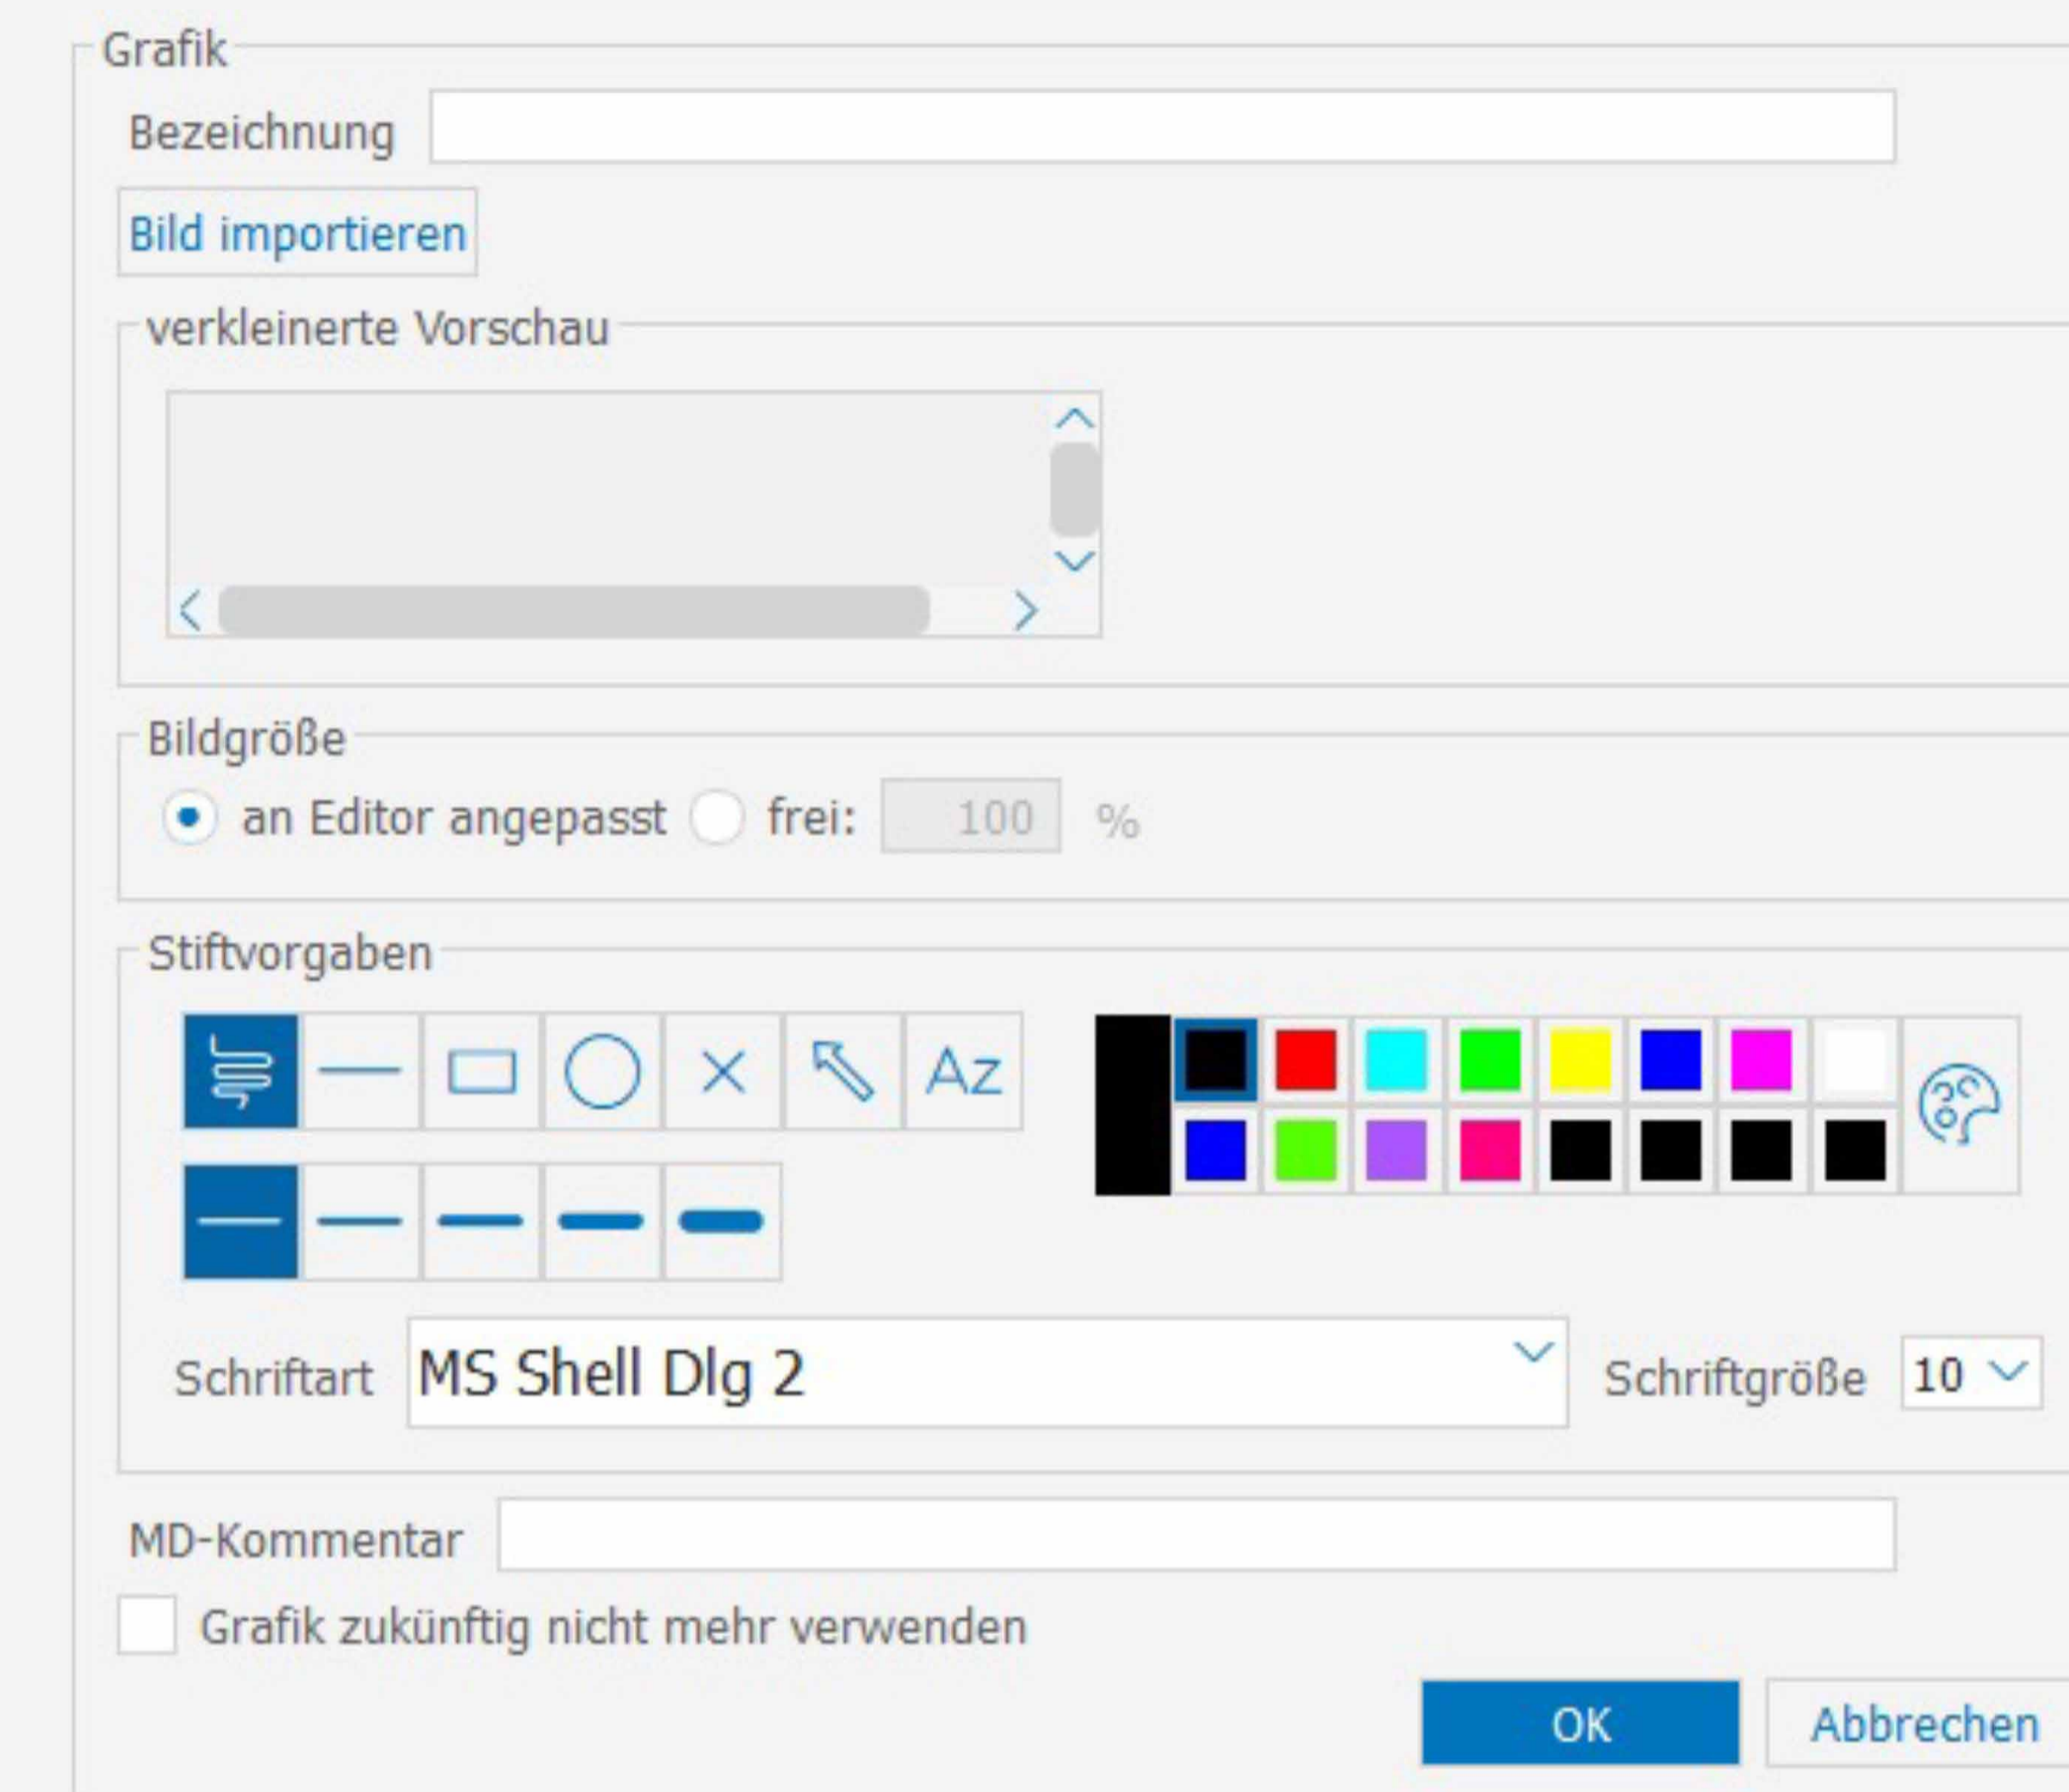 Grafik
Bezeichnung
Bild importieren
verkleinerte Vorschau
Bildgröße
an Editor angepasst frei: 100 %
Stiftvorgaben
Az
Schriftart MS Shell Dlg 2 Schriftgröße 10
MD-Kommentar
Grafik zukünftig nicht mehr verwenden
OK Abbrechen